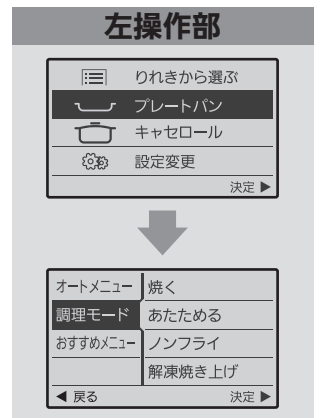 左操作部
りれきから選ぶ
プレートパン
キャセロール
設定変更
決定 ▶
オートメニュー 焼く
調理モード あたためる
おすすめメニュー ノンフライ
解凍焼き上げ
◀ 戻る 決定 ▶